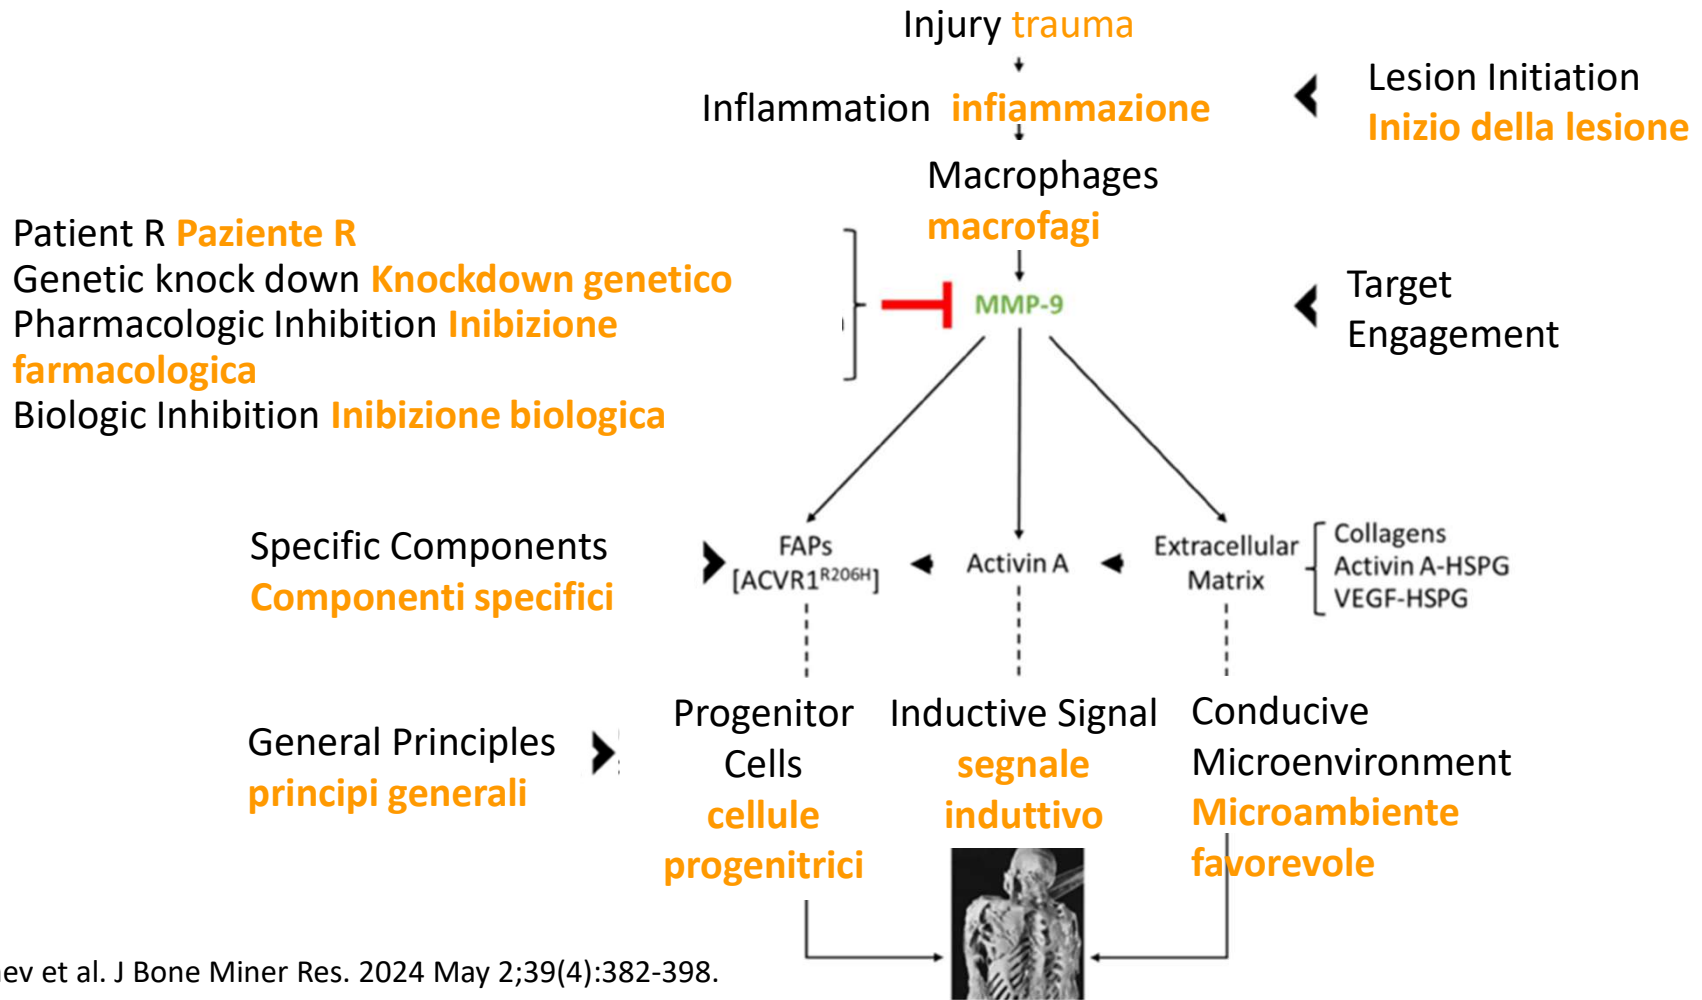 Injury trauma
Inflammation infiammazione
Lesion Initiation
Inizio della lesione
Macrophages
macrofagi
Patient R Paziente R
Genetic knock down Knockdown genetico
Pharmacologic Inhibition Inibizione
farmacologica
Biologic Inhibition Inibizione biologica
MMP-9
Target
Engagement
Specific Components
Componenti specifici
FAPs
[ACVR1^R206H]
Activin A
Extracellular
Matrix
Collagens
Activin A-HSPG
VEGF-HSPG
General Principles
principi generali
Progenitor
Cells
cellule
progenitrici
Inductive Signal
segnale
induttivo
Conducive
Microenvironment
Microambiente
favorevole
et al. J Bone Miner Res. 2024 May 2;39(4):382-398.